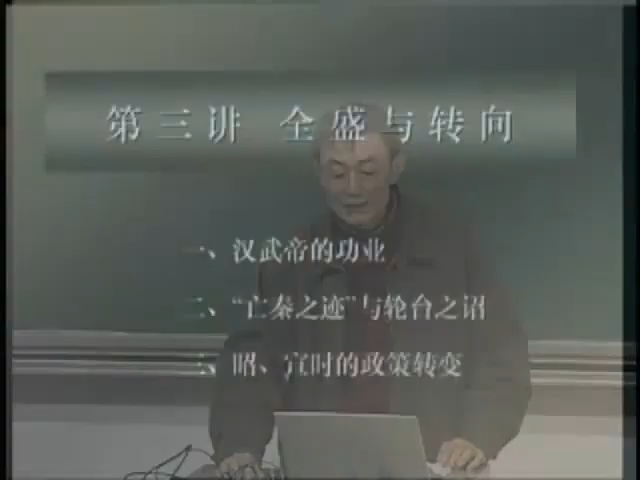 第三讲 全盛与转向
一、汉武帝的功业
二、“亡秦之迹”与轮台之诏
三、昭、宣时的政策转变